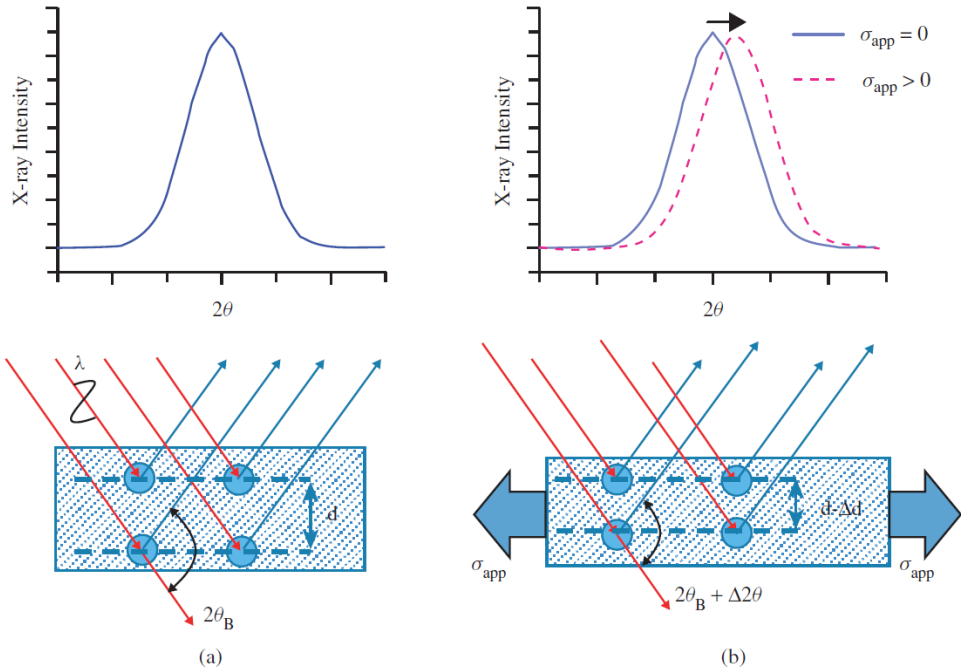 X-ray Intensity
2θ
X-ray Intensity
2θ
σapp = 0
σapp > 0
λ
d
2θB
(a)
d-Δd
σapp
σapp
2θB + Δ2θ
(b)